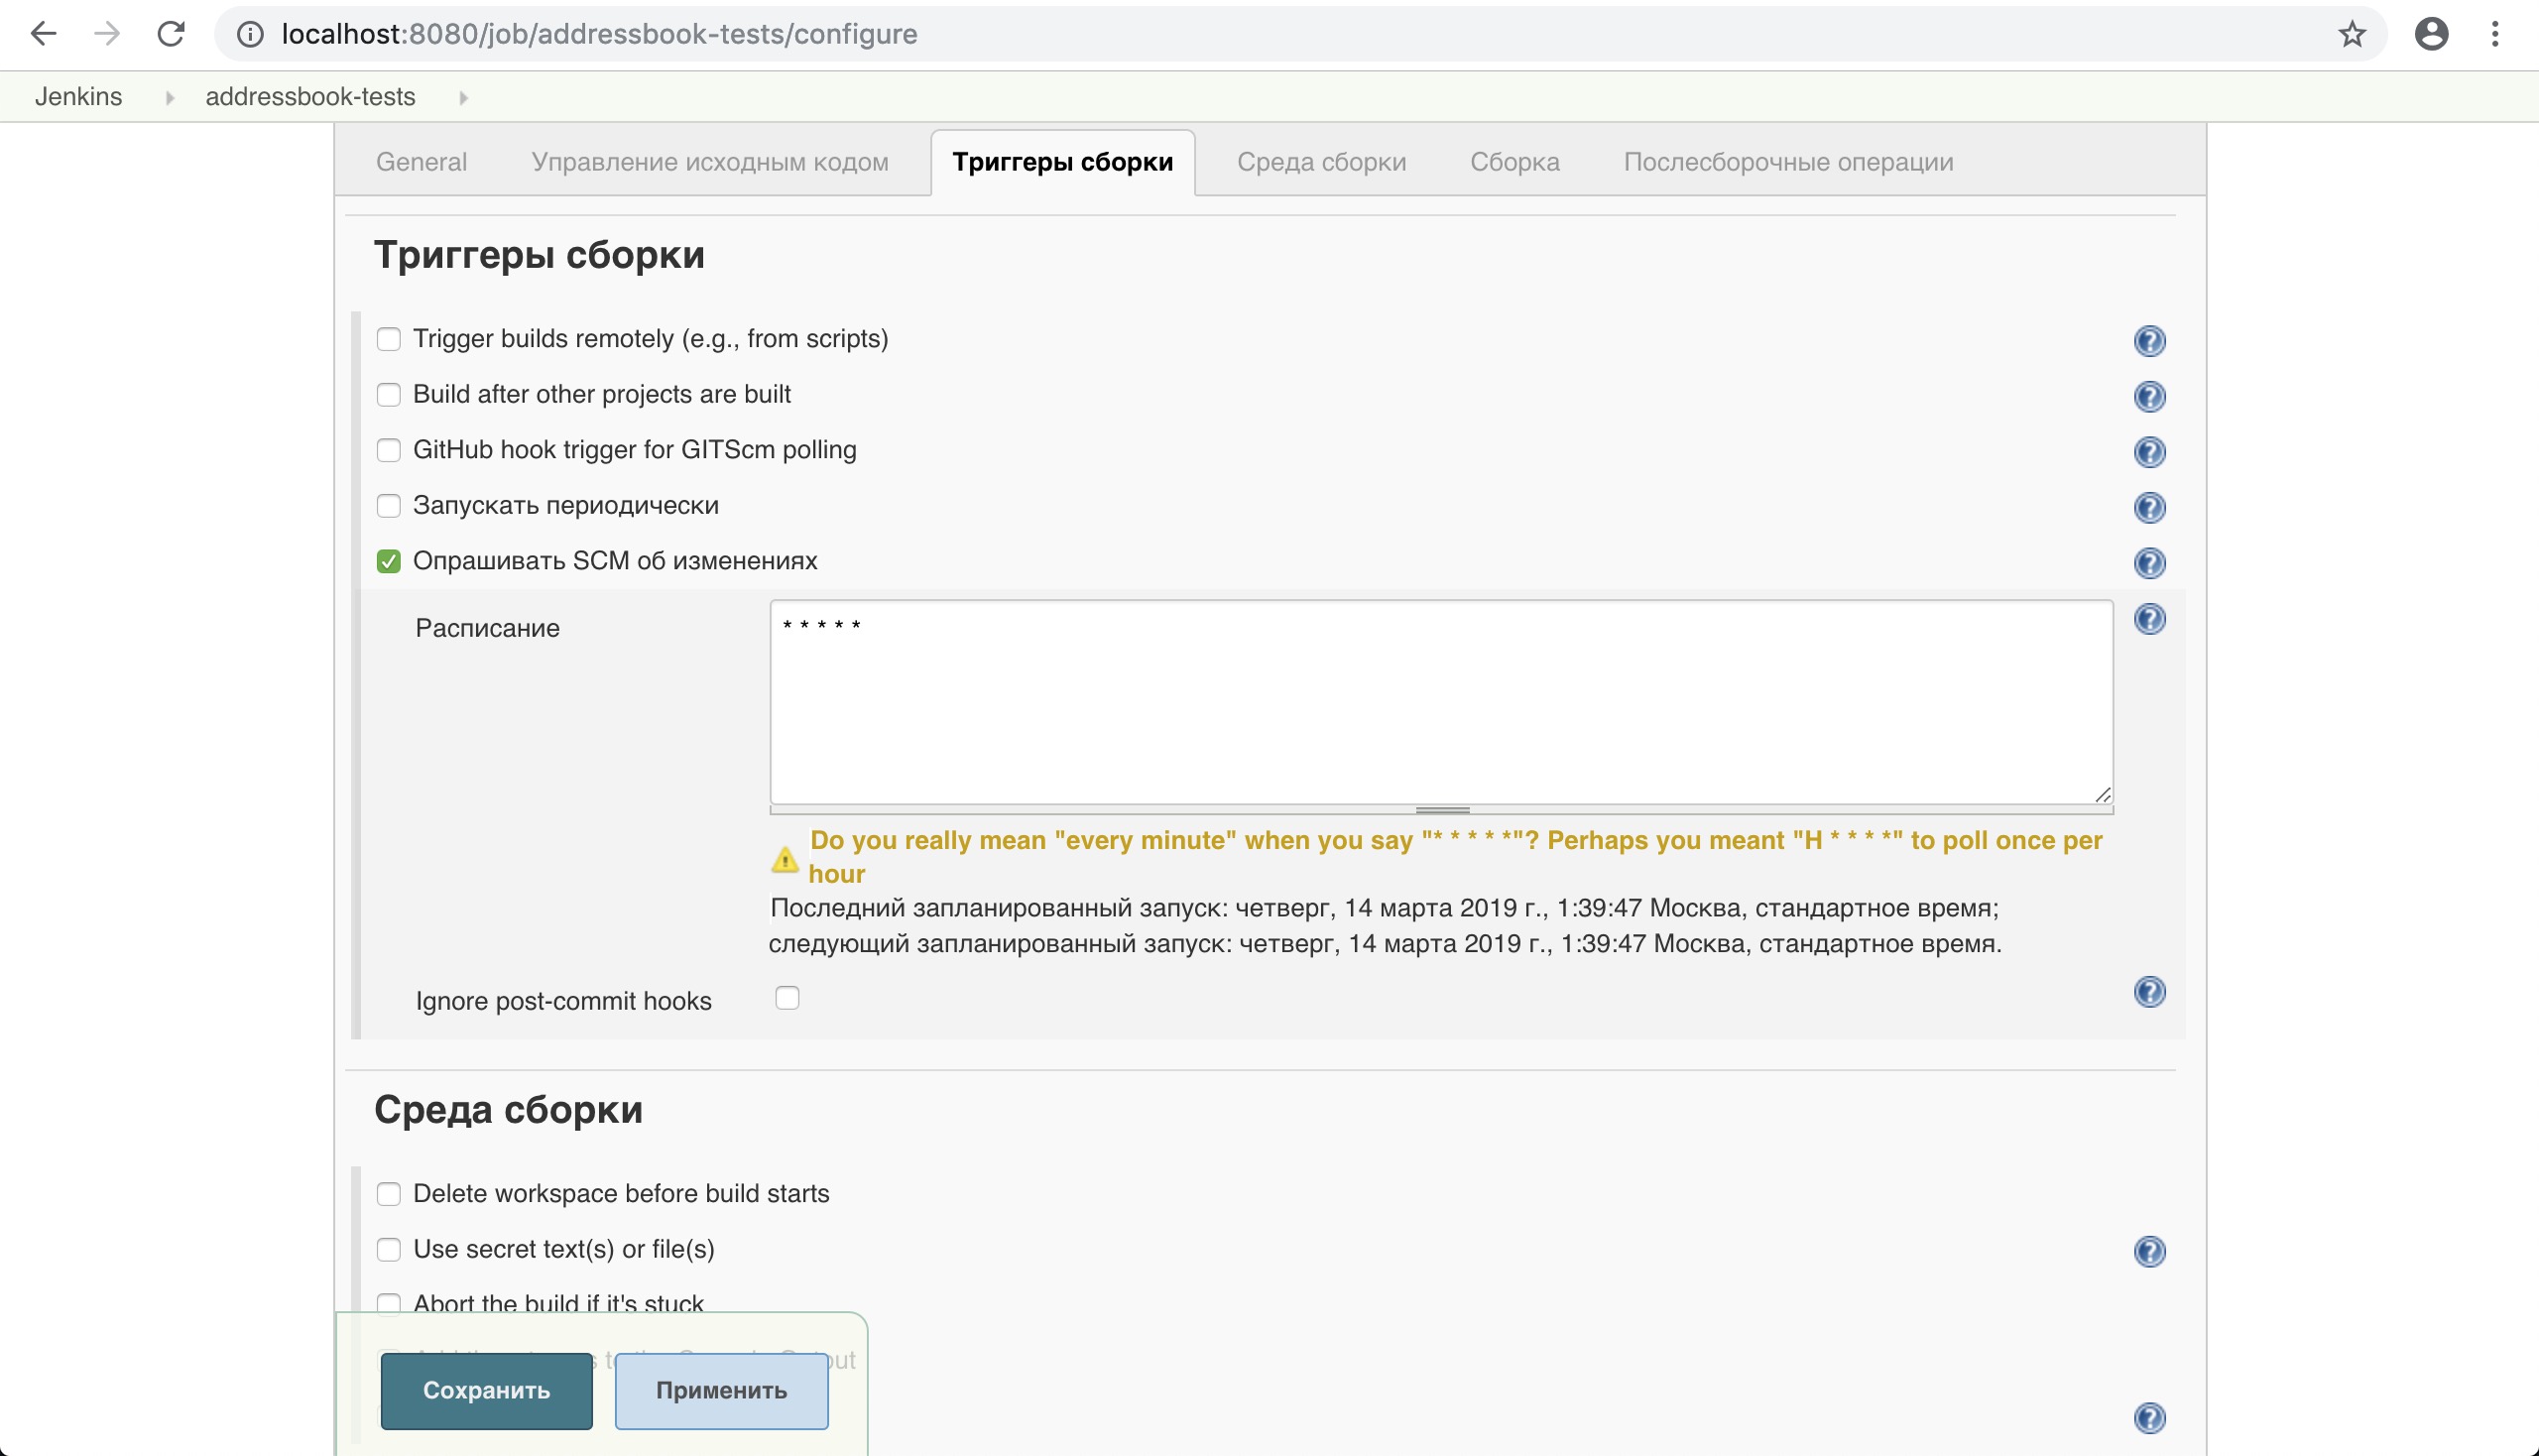 localhost:8080/job/addressbook-tests/configure
Jenkins addressbook-tests
General Управление исходным кодом Триггеры сборки Среда сборки Сборка Послесборочные операции
Триггеры сборки
Trigger builds remotely (e.g., from scripts)
Build after other projects are built
GitHub hook trigger for GITScm polling
Запускать периодически
Опрашивать SCM об изменениях
Расписание * * * * *
Do you really mean "every minute" when you say "* * * * *"? Perhaps you meant "H * * * *" to poll once per
hour
Последний запланированный запуск: четверг, 14 марта 2019 г., 1:39:47 Москва, стандартное время;
следующий запланированный запуск: четверг, 14 марта 2019 г., 1:39:47 Москва, стандартное время.
Ignore post-commit hooks
Среда сборки
Delete workspace before build starts
Use secret text(s) or file(s)
Abort the build if it's stuck
Сохранить Применить